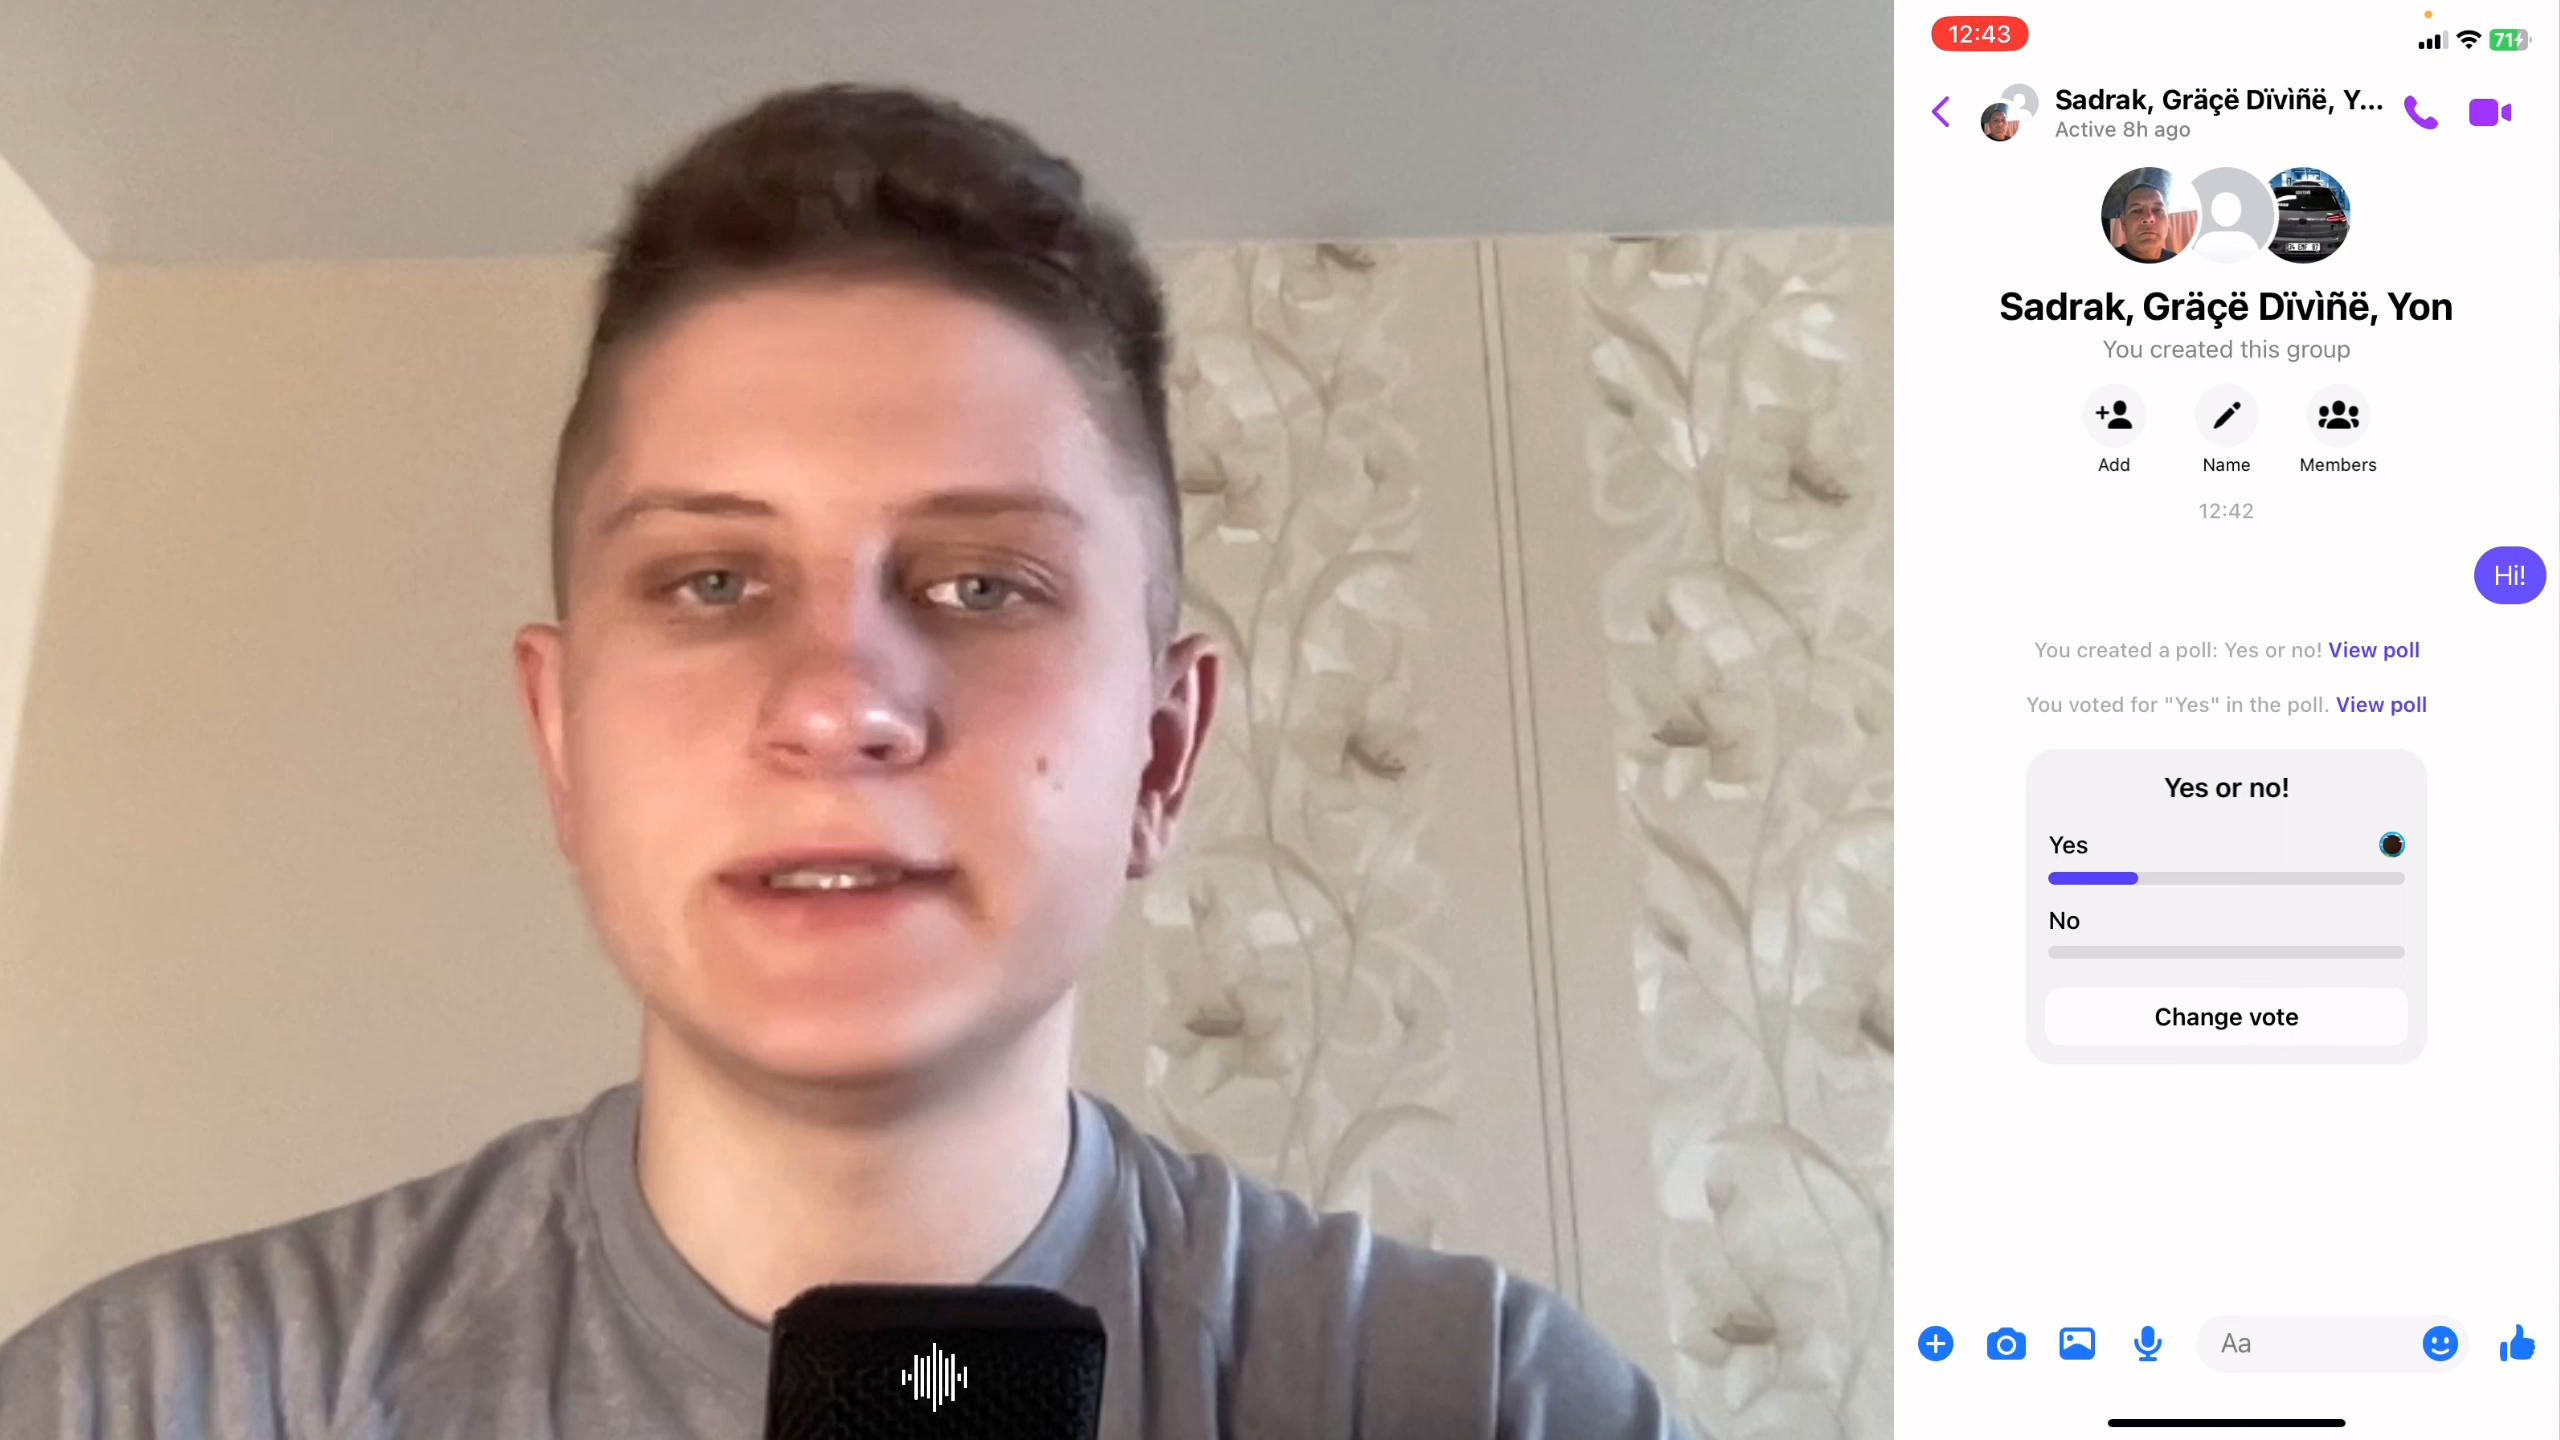 12:43
71
Sadrak, Gräçë Dïvìñë, Y...
Active 8h ago
Sadrak, Gräçë Dïvìñë, Yon
You created this group
Add
Name
Members
12:42
Hi!
You created a poll: Yes or no! View poll
You voted for "Yes" in the poll. View poll
Yes or no!
Yes
No
Change vote
Aa